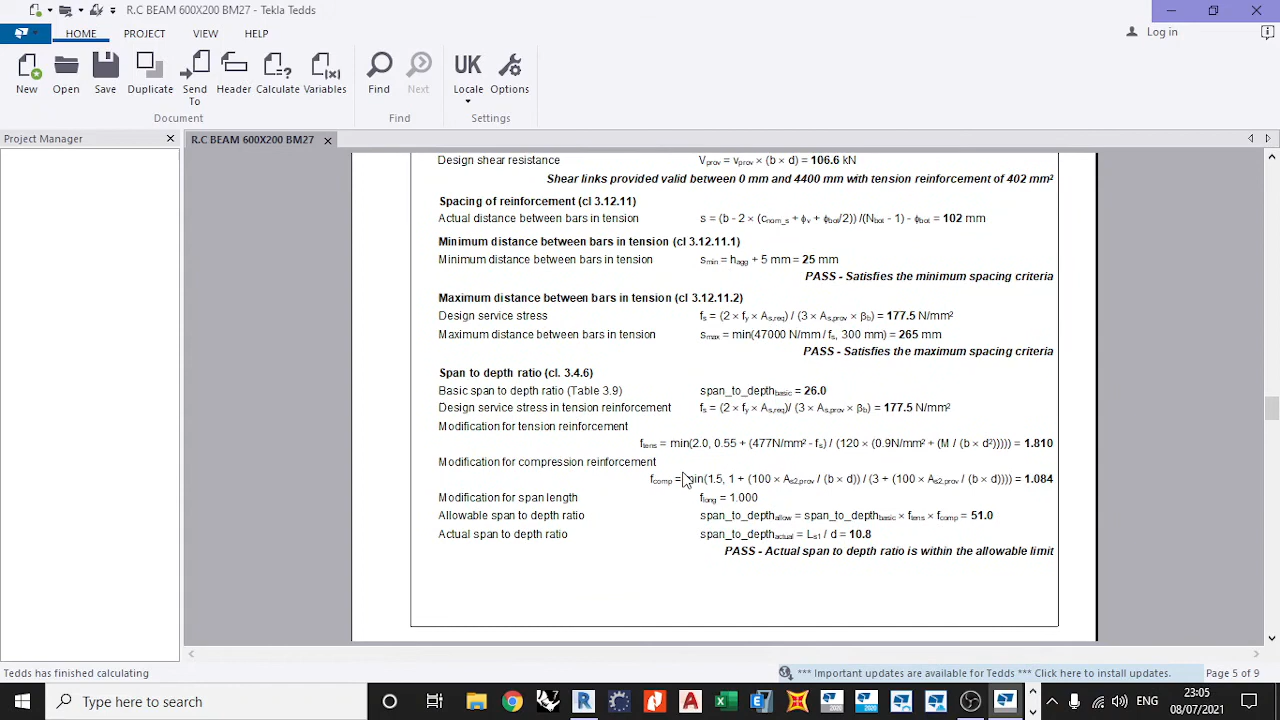 R.C BEAM 600X200 BM27 - Tekla Tedds
HOME PROJECT VIEW HELP
Log in
New Open Save Duplicate Send To Header Calculate Variables Find Next UK Locale Options
Document Find Settings
Project Manager
R.C BEAM 600X200 BM27
Design shear resistance Vprov = vprov × (b × d) = 106.6 kN
Shear links provided valid between 0 mm and 4400 mm with tension reinforcement of 402 mm²
Spacing of reinforcement (cl 3.12.11)
Actual distance between bars in tension s = (b - 2 × (cnom_s + ϕv + ϕbot/2)) /(Nbot - 1) - ϕbot = 102 mm
Minimum distance between bars in tension (cl 3.12.11.1)
Minimum distance between bars in tension smin = hagg + 5 mm = 25 mm
PASS - Satisfies the minimum spacing criteria
Maximum distance between bars in tension (cl 3.12.11.2)
Design service stress fs = (2 × fy × As,req) / (3 × As,prov × βb) = 177.5 N/mm²
Maximum distance between bars in tension smax = min(47000 N/mm / fs, 300 mm) = 265 mm
PASS - Satisfies the maximum spacing criteria
Span to depth ratio (cl. 3.4.6)
Basic span to depth ratio (Table 3.9) span_to_depthbasic = 26.0
Design service stress in tension reinforcement fs = (2 × fy × As,req)/ (3 × As,prov × βb) = 177.5 N/mm²
Modification for tension reinforcement
ftens = min(2.0, 0.55 + (477N/mm² - fs) / (120 × (0.9N/mm² + (M / (b × d²))))) = 1.810
Modification for compression reinforcement
fcomp = min(1.5, 1 + (100 × As2,prov / (b × d)) / (3 + (100 × As2,prov / (b × d)))) = 1.084
Modification for span length flong = 1.000
Allowable span to depth ratio span_to_depthallow = span_to_depthbasic × ftens × fcomp = 51.0
Actual span to depth ratio span_to_depthactual = Ls1 / d = 10.8
PASS - Actual span to depth ratio is within the allowable limit
Tedds has finished calculating
*** Important updates are available for Tedds *** Click here to install updates.
Page 5 of 9
Type here to search
ENG
23:05
08/07/2021